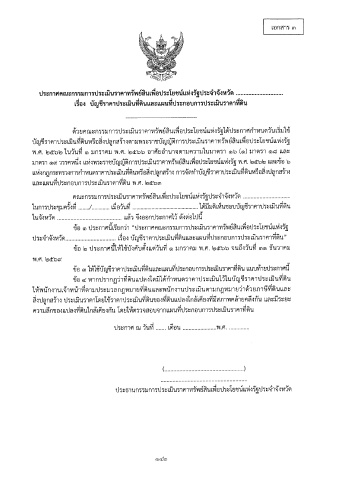 เอกสาร ๓
ประกาศคณะกรรมการประเมินราคาทรัพย์สินเพื่อประโยชน์แห่งรัฐประจำจังหวัด ............................
เรื่อง บัญชีราคาประเมินที่ดินและแผนที่ประกอบการประเมินราคาที่ดิน
ด้วยคณะกรรมการประเมินราคาทรัพย์สินเพื่อประโยชน์แห่งรัฐได้ประกาศกำหนดวันเริ่มใช้
บัญชีราคาประเมินที่ดินหรือสิ่งปลูกสร้างตามพระราชบัญญัติการประเมินราคาทรัพย์สินเพื่อประโยชน์แห่งรัฐ
พ.ศ. ๒๕๖๒ ในวันที่ ๑ มกราคม พ.ศ. ๒๕๖๖ อาศัยอำนาจตามความในมาตรา ๑๖ (๑) มาตรา ๑๘ และ
มาตรา ๑๙ วรรคหนึ่ง แห่งพระราชบัญญัติการประเมินราคาทรัพย์สินเพื่อประโยชน์แห่งรัฐ พ.ศ. ๒๕๖๒ และข้อ ๖
แห่งกฎกระทรวงการกำหนดราคาประเมินที่ดินหรือสิ่งปลูกสร้าง การจัดทำบัญชีราคาประเมินที่ดินหรือสิ่งปลูกสร้าง
และแผนที่ประกอบการประเมินราคาที่ดิน พ.ศ. ๒๕๖๓
คณะกรรมการประเมินราคาทรัพย์สินเพื่อประโยชน์แห่งรัฐประจำจังหวัด ............................
ในการประชุมครั้งที่ ......./........... เมื่อวันที่ ............................ ได้มีมติเห็นชอบบัญชีราคาประเมินที่ดิน
ในจังหวัด ........................................ แล้ว จึงออกประกาศไว้ ดังต่อไปนี้
ข้อ ๑ ประกาศนี้เรียกว่า "ประกาศคณะกรรมการประเมินราคาทรัพย์สินเพื่อประโยชน์แห่งรัฐ
ประจำจังหวัด............................ เรื่อง บัญชีราคาประเมินที่ดินและแผนที่ประกอบการประเมินราคาที่ดิน"
ข้อ ๒ ประกาศนี้ให้ใช้บังคับตั้งแต่วันที่ ๑ มกราคม พ.ศ. ๒๕๖๖ จนถึงวันที่ ๓๑ ธันวาคม
พ.ศ. ๒๕๖๙
ข้อ ๓ ให้ใช้บัญชีราคาประเมินที่ดินและแผนที่ประกอบการประเมินราคาที่ดิน แนบท้ายประกาศนี้
ข้อ ๔ หากปรากฏว่าที่ดินแปลงใดมิได้กำหนดราคาประเมินไว้ในบัญชีราคาประเมินที่ดิน
ให้พนักงานเจ้าหน้าที่ตามประมวลกฎหมายที่ดินและพนักงานประเมินตามกฎหมายว่าด้วยภาษีที่ดินและ
สิ่งปลูกสร้าง ประเมินราคาโดยใช้ราคาประเมินที่ดินของที่ดินแปลงใกล้เคียงที่มีสภาพคล้ายคลึงกัน และมีระยะ
ความลึกของแปลงที่ดินใกล้เคียงกัน โดยให้ตรวจสอบจากแผนที่ประกอบการประเมินราคาที่ดิน
ประกาศ ณ วันที่ ....... เดือน .....................พ.ศ. .............
(................................................)
................................................
ประธานกรรมการประเมินราคาทรัพย์สินเพื่อประโยชน์แห่งรัฐประจำจังหวัด